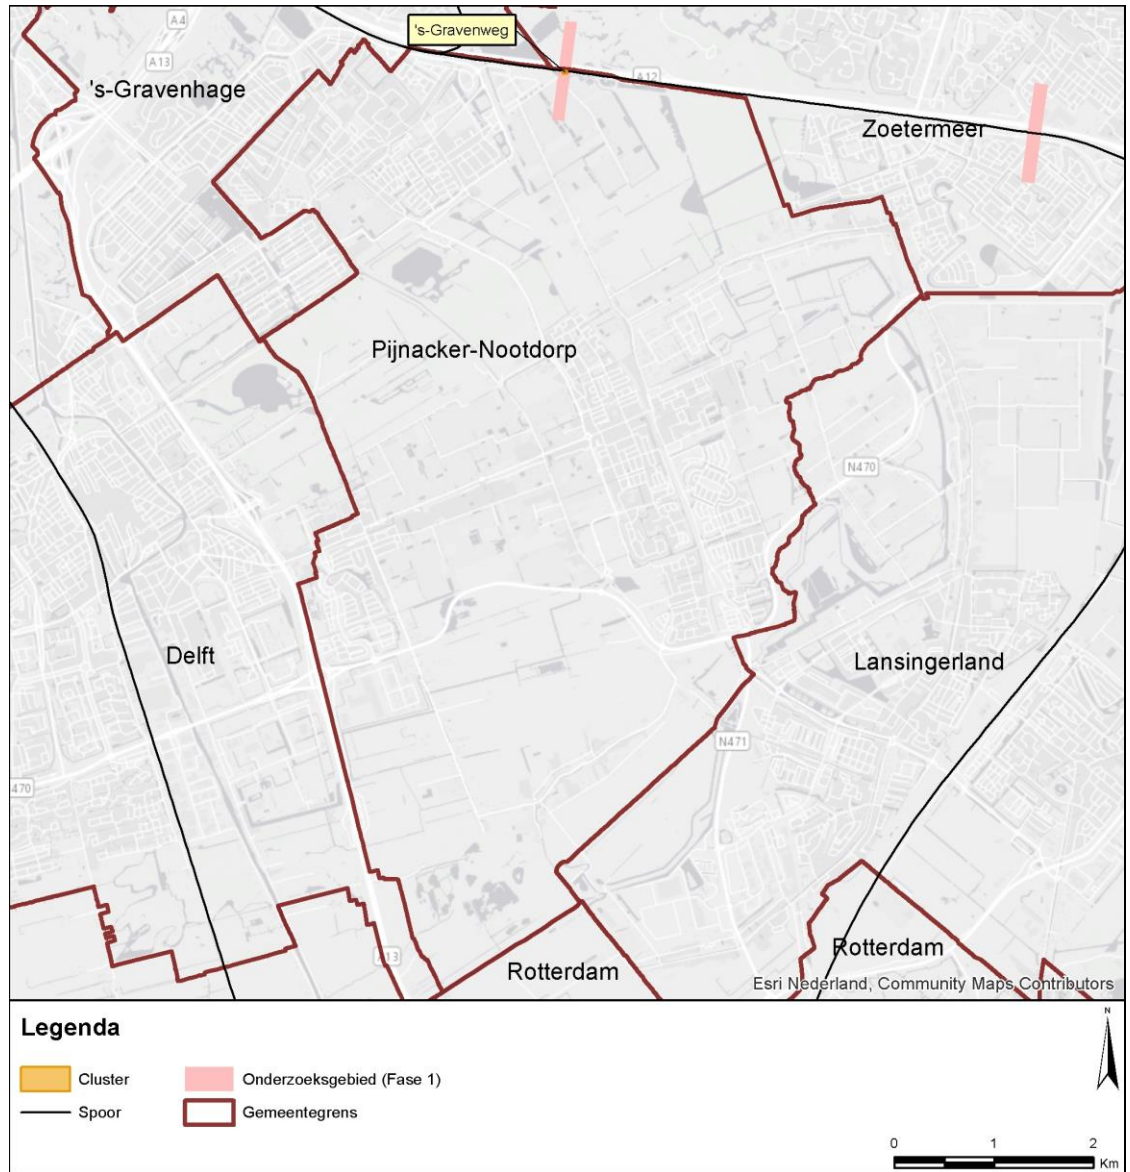 A4
's-Gravenweg
A13
A12
's-Gravenhage
Zoetermeer
Pijnacker-Nootdorp
N470
Delft
Lansingerland
N471
470
A13
Rotterdam
Rotterdam
Esri Nederland, Community Maps Contributors
Legenda
N
Cluster
Onderzoeksgebied (Fase 1)
Spoor
Gemeentegrens
0 1 2
Km